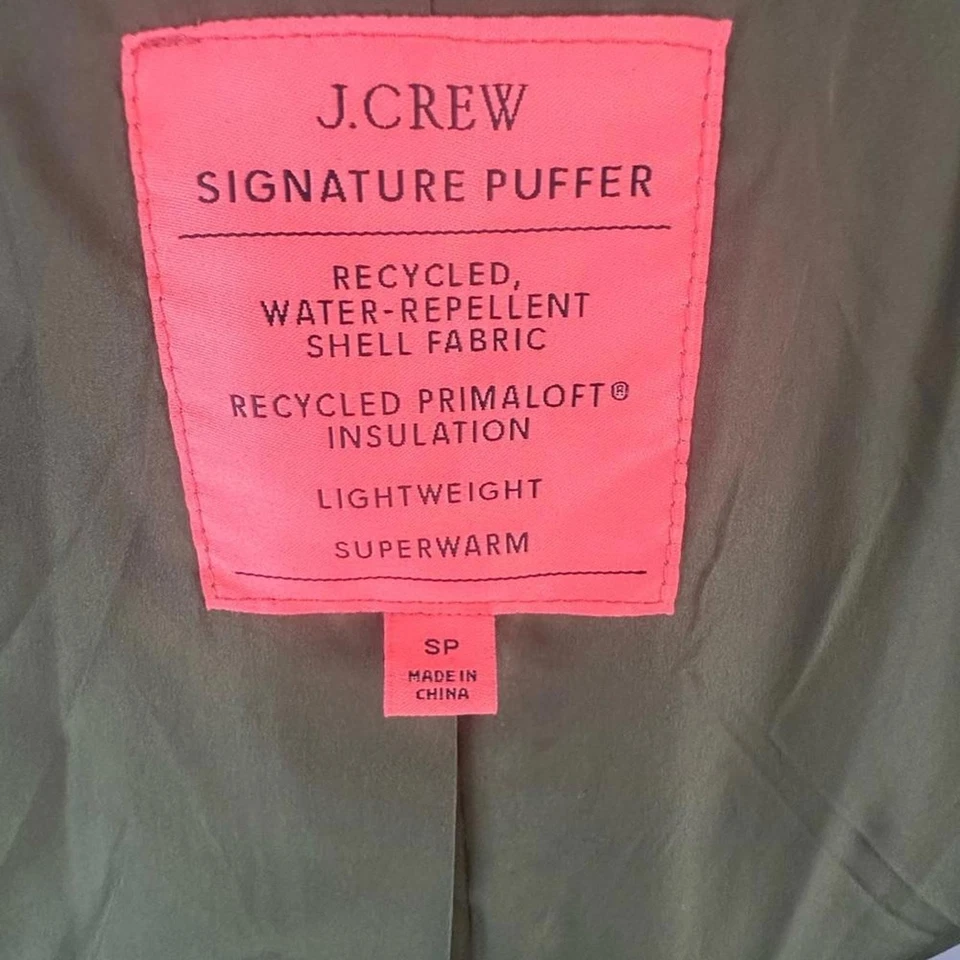 J.CREW
SIGNATURE PUFFER
RECYCLED,
WATER-REPELLENT
SHELL FABRIC
RECYCLED PRIMALOFT®
INSULATION
LIGHTWEIGHT
SUPERWARM
SP
MADE IN
CHINA